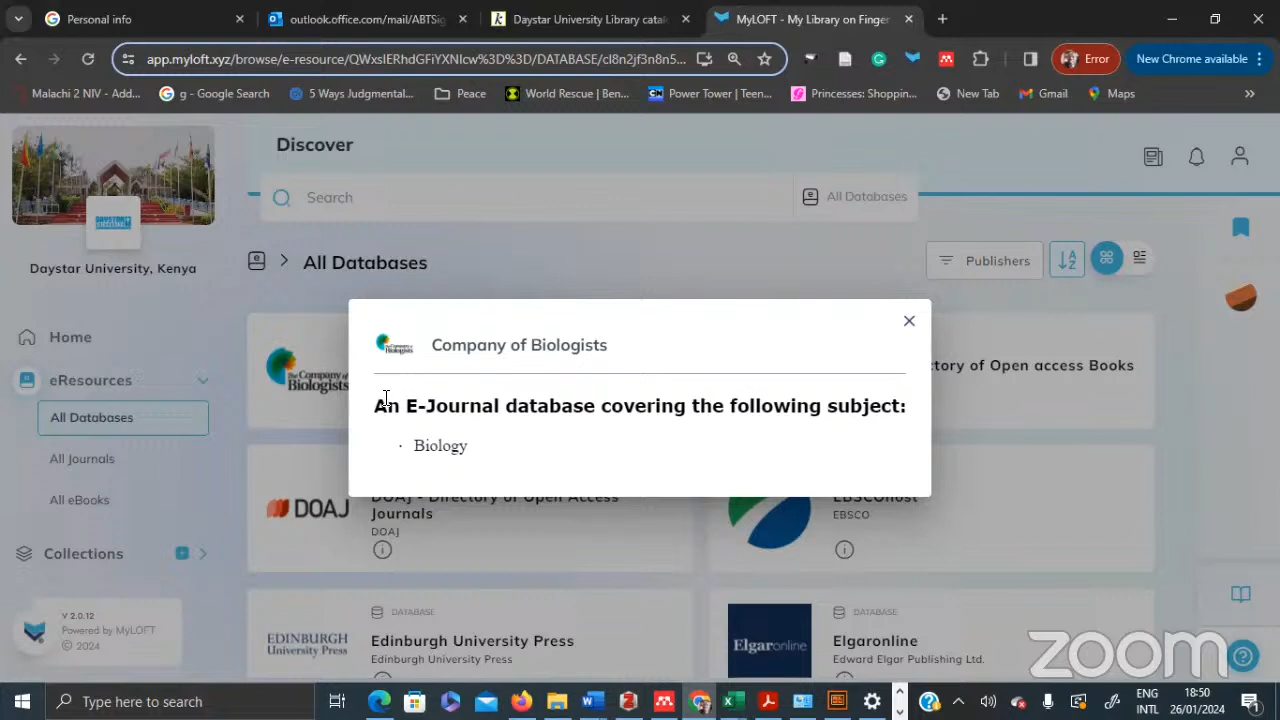 Personal info
outlook.office.com/mail/ABTSig
Daystar University Library catal
MyLOFT - My Library on Finger
app.myloft.xyz/browse/e-resource/QWxsIERhdGFiYXNlcw%3D%3D/DATABASE/cl8n2jf3n8n5...
Error
New Chrome available
Malachi 2 NIV - Add...
g - Google Search
5 Ways Judgmental...
Peace
World Rescue | Ben...
Power Tower | Teen...
Princesses: Shoppin...
New Tab
Gmail
Maps
Discover
Search
All Databases
Daystar University, Kenya
All Databases
Publishers
Home
eResources
All Databases
All Journals
All eBooks
Collections
V 2.0.12
Powered by MyLOFT
© 2024
The Company of Biologists
Company of Biologists
An E-Journal database covering the following subject:
· Biology
ctory of Open access Books
DOAJ
DOAJ - Directory of Open Access
Journals
DOAJ
EBSCOhost
EBSCO
EDINBURGH
University Press
DATABASE
Edinburgh University Press
Edinburgh University Press
Elgaronline
DATABASE
Elgaronline
Edward Elgar Publishing Ltd.
zoom
Type here to search
ENG
INTL
18:50
26/01/2024